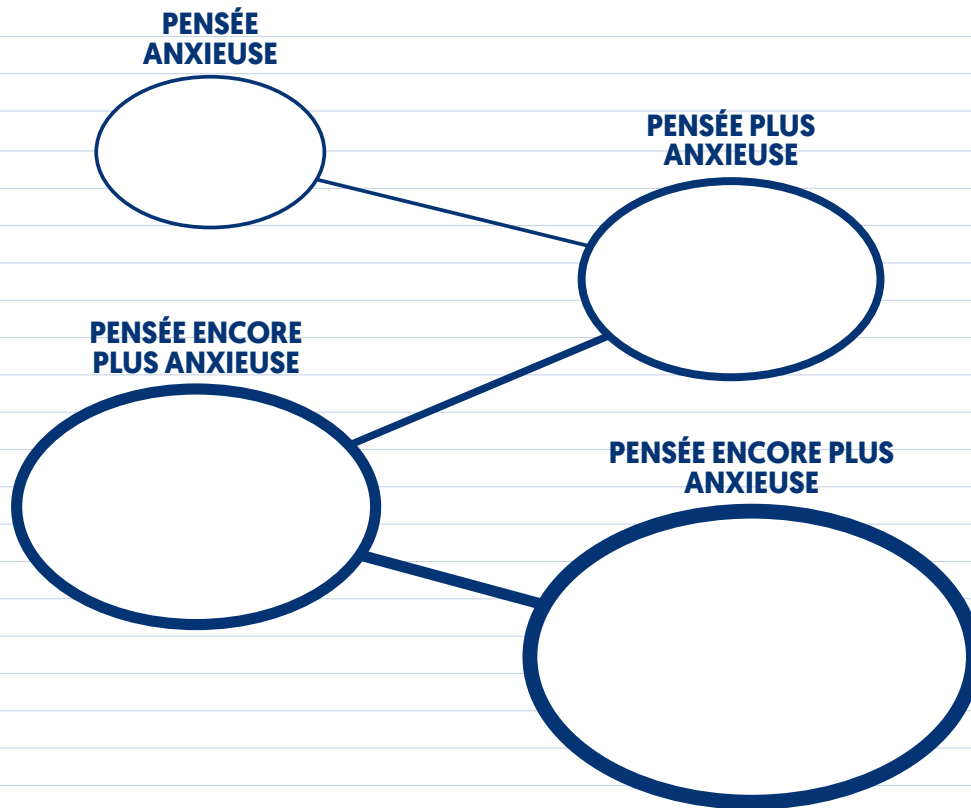 PENSÉE
ANXIEUSE
PENSÉE PLUS
ANXIEUSE
PENSÉE ENCORE
PLUS ANXIEUSE
PENSÉE ENCORE PLUS
ANXIEUSE